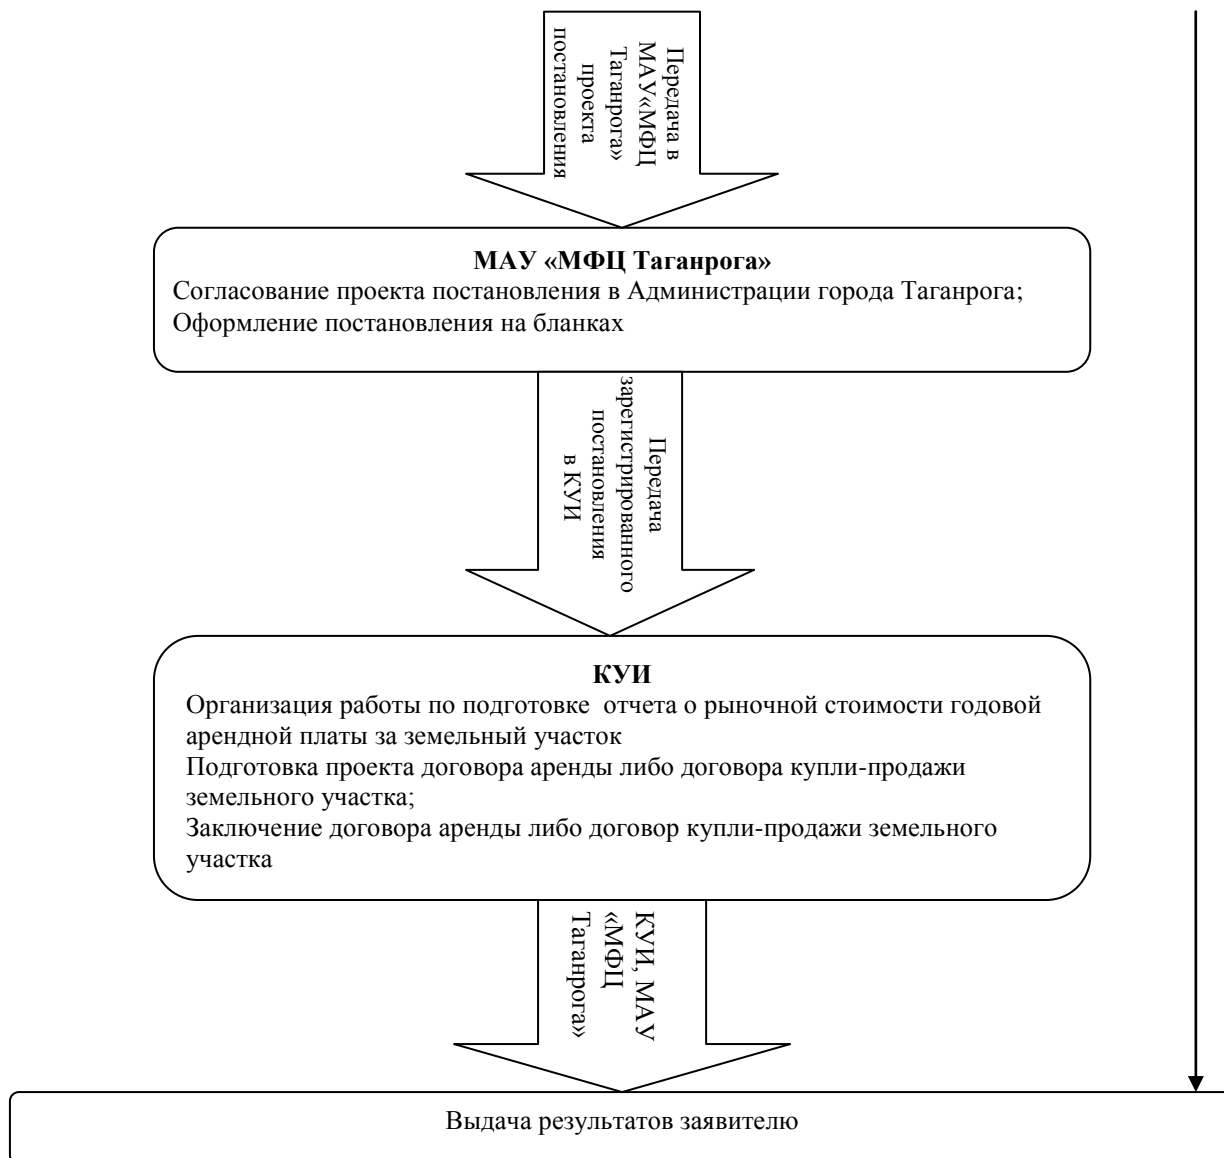 Передача в
МАУ«МФЦ
Таганрога»
проекта
постановления
МАУ «МФЦ Таганрога»
Согласование проекта постановления в Администрации города Таганрога;
Оформление постановления на бланках
Передача
зарегистрированного
постановления
в КУИ
КУИ
Организация работы по подготовке отчета о рыночной стоимости годовой
арендной платы за земельный участок
Подготовка проекта договора аренды либо договора купли-продажи
земельного участка;
Заключение договора аренды либо договор купли-продажи земельного
участка
КУИ, МАУ
«МФЦ
Таганрога»
Выдача результатов заявителю